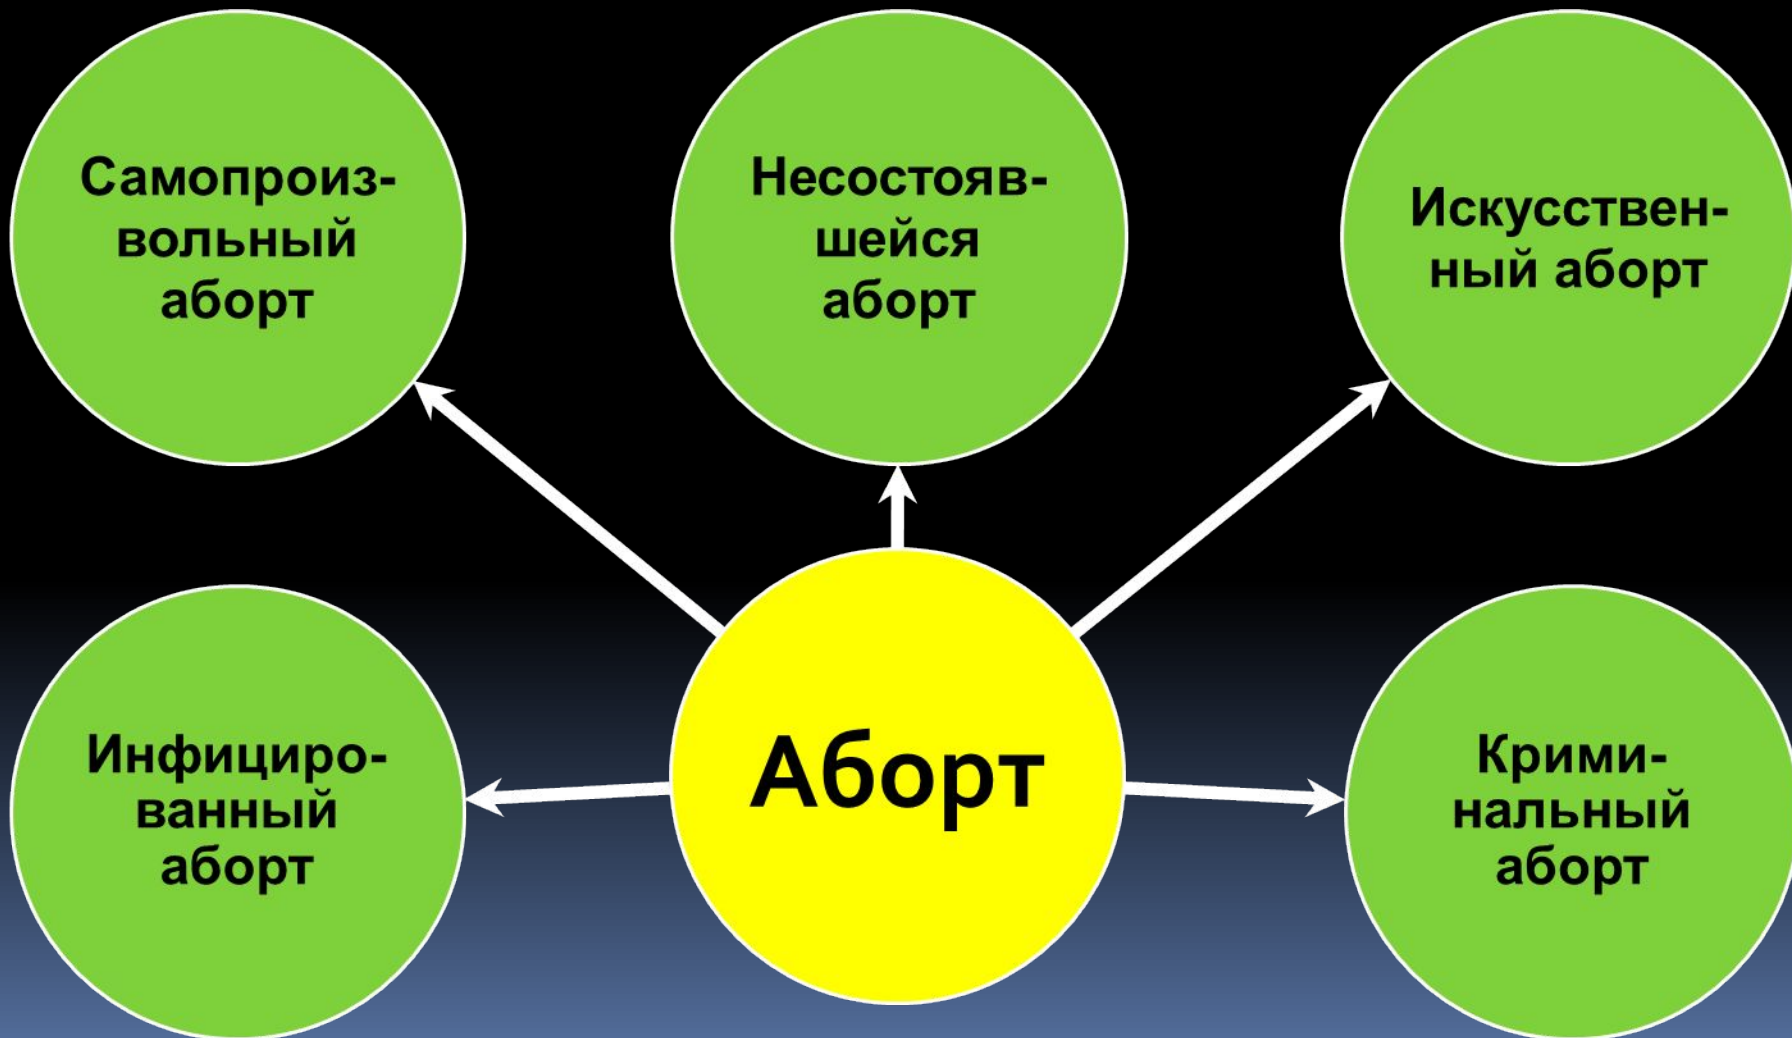 Самопроиз-
вольный
аборт
Несостояв-
шейся
аборт
Искусствен-
ный аборт
Инфициро-
ванный
аборт
Аборт
Крими-
нальный
аборт